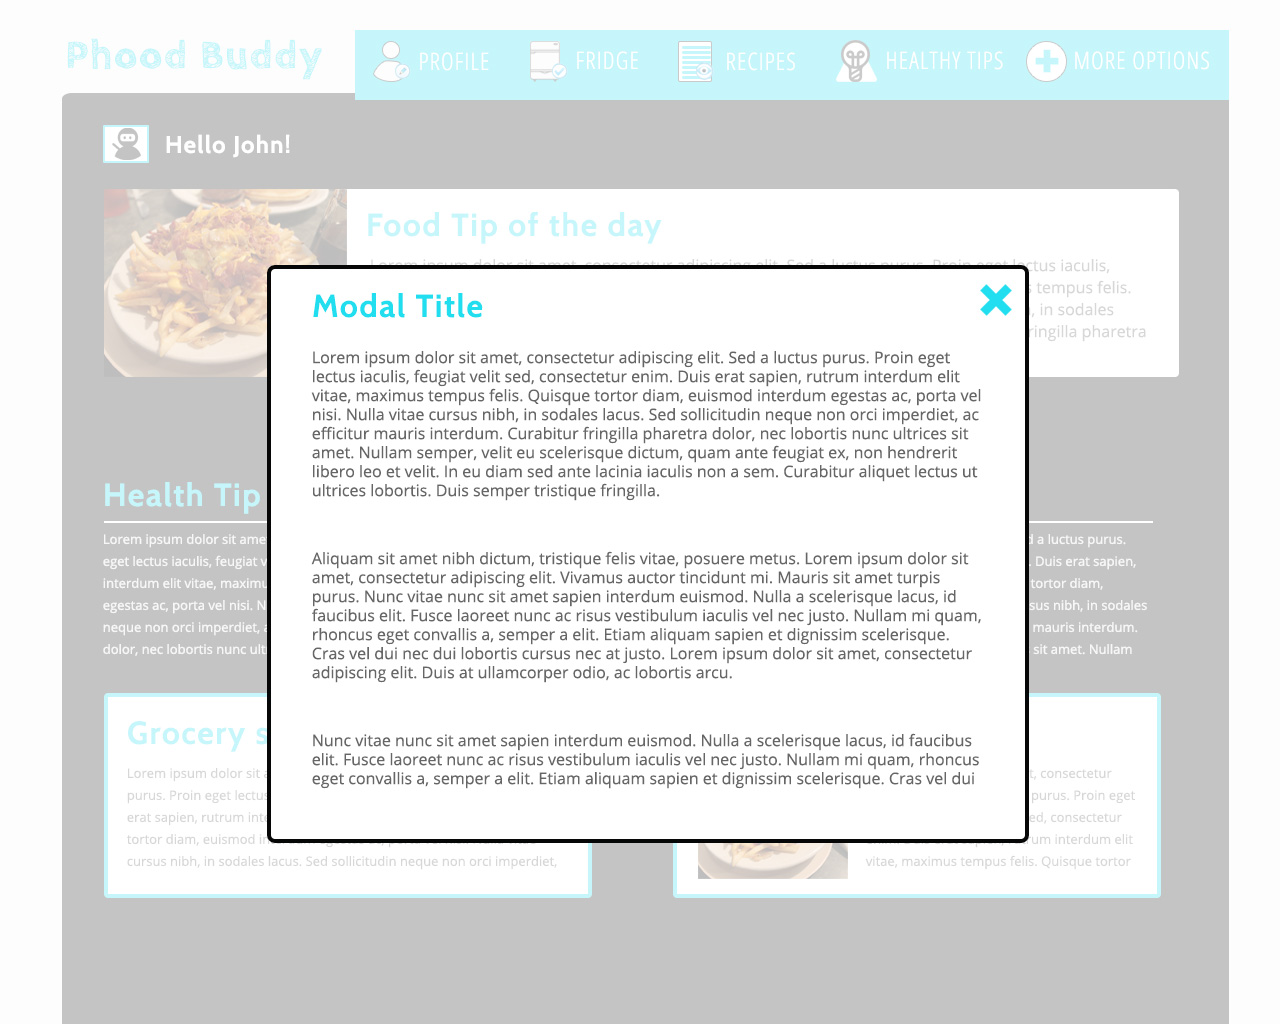 Phood Buddy
PROFILE
FRIDGE
RECIPES
HEALTHY TIPS
MORE OPTIONS
Hello John!
Food Tip of the day
Lorem ipsum dolor sit amet, consectetur adipiscing elit. Sed a luctus purus. Proin eget lectus iaculis,
tempus felis.
in sodales
fringilla pharetra
Modal Title
Lorem ipsum dolor sit amet, consectetur adipiscing elit. Sed a luctus purus. Proin eget
lectus iaculis, feugiat velit sed, consectetur enim. Duis erat sapien, rutrum interdum elit
vitae, maximus tempus felis. Quisque tortor diam, euismod interdum egestas ac, porta vel
nisi. Nulla vitae cursus nibh, in sodales lacus. Sed sollicitudin neque non orci imperdiet, ac
efficitur mauris interdum. Curabitur fringilla pharetra dolor, nec lobortis nunc ultrices sit
amet. Nullam semper, velit eu scelerisque dictum, quam ante feugiat ex, non hendrerit
libero leo et velit. In eu diam sed ante lacinia iaculis non a sem. Curabitur aliquet lectus ut
ultrices lobortis. Duis semper tristique fringilla.
Aliquam sit amet nibh dictum, tristique felis vitae, posuere metus. Lorem ipsum dolor sit
amet, consectetur adipiscing elit. Vivamus auctor tincidunt mi. Mauris sit amet turpis
purus. Nunc vitae nunc sit amet sapien interdum euismod. Nulla a scelerisque lacus, id
faucibus elit. Fusce laoreet nunc ac risus vestibulum iaculis vel nec justo. Nullam mi quam,
rhoncus eget convallis a, semper a elit. Etiam aliquam sapien et dignissim scelerisque.
Cras vel dui nec dui lobortis cursus nec at justo. Lorem ipsum dolor sit amet, consectetur
adipiscing elit. Duis at ullamcorper odio, ac lobortis arcu.
Nunc vitae nunc sit amet sapien interdum euismod. Nulla a scelerisque lacus, id faucibus
elit. Fusce laoreet nunc ac risus vestibulum iaculis vel nec justo. Nullam mi quam, rhoncus
eget convallis a, semper a elit. Etiam aliquam sapien et dignissim scelerisque. Cras vel dui
Health Tip
Lorem ipsum dolor sit ame
eget lectus iaculis, feugiat v
interdum elit vitae, maximu
egestas ac, porta vel nisi. N
neque non orci imperdiet, a
dolor, nec lobortis nunc ult
a luctus purus.
. Duis erat sapien,
tortor diam,
sus nibh, in sodales
mauris interdum.
sit amet. Nullam
Grocery s
Lorem ipsum dolor sit a
purus. Proin eget lectus
erat sapien, rutrum inte
tortor diam, euismod in
cursus nibh, in sodales lacus. Sed sollicitudin neque non orci imperdiet,
t, consectetur
purus. Proin eget
ed, consectetur
rum interdum elit
vitae, maximus tempus felis. Quisque tortor